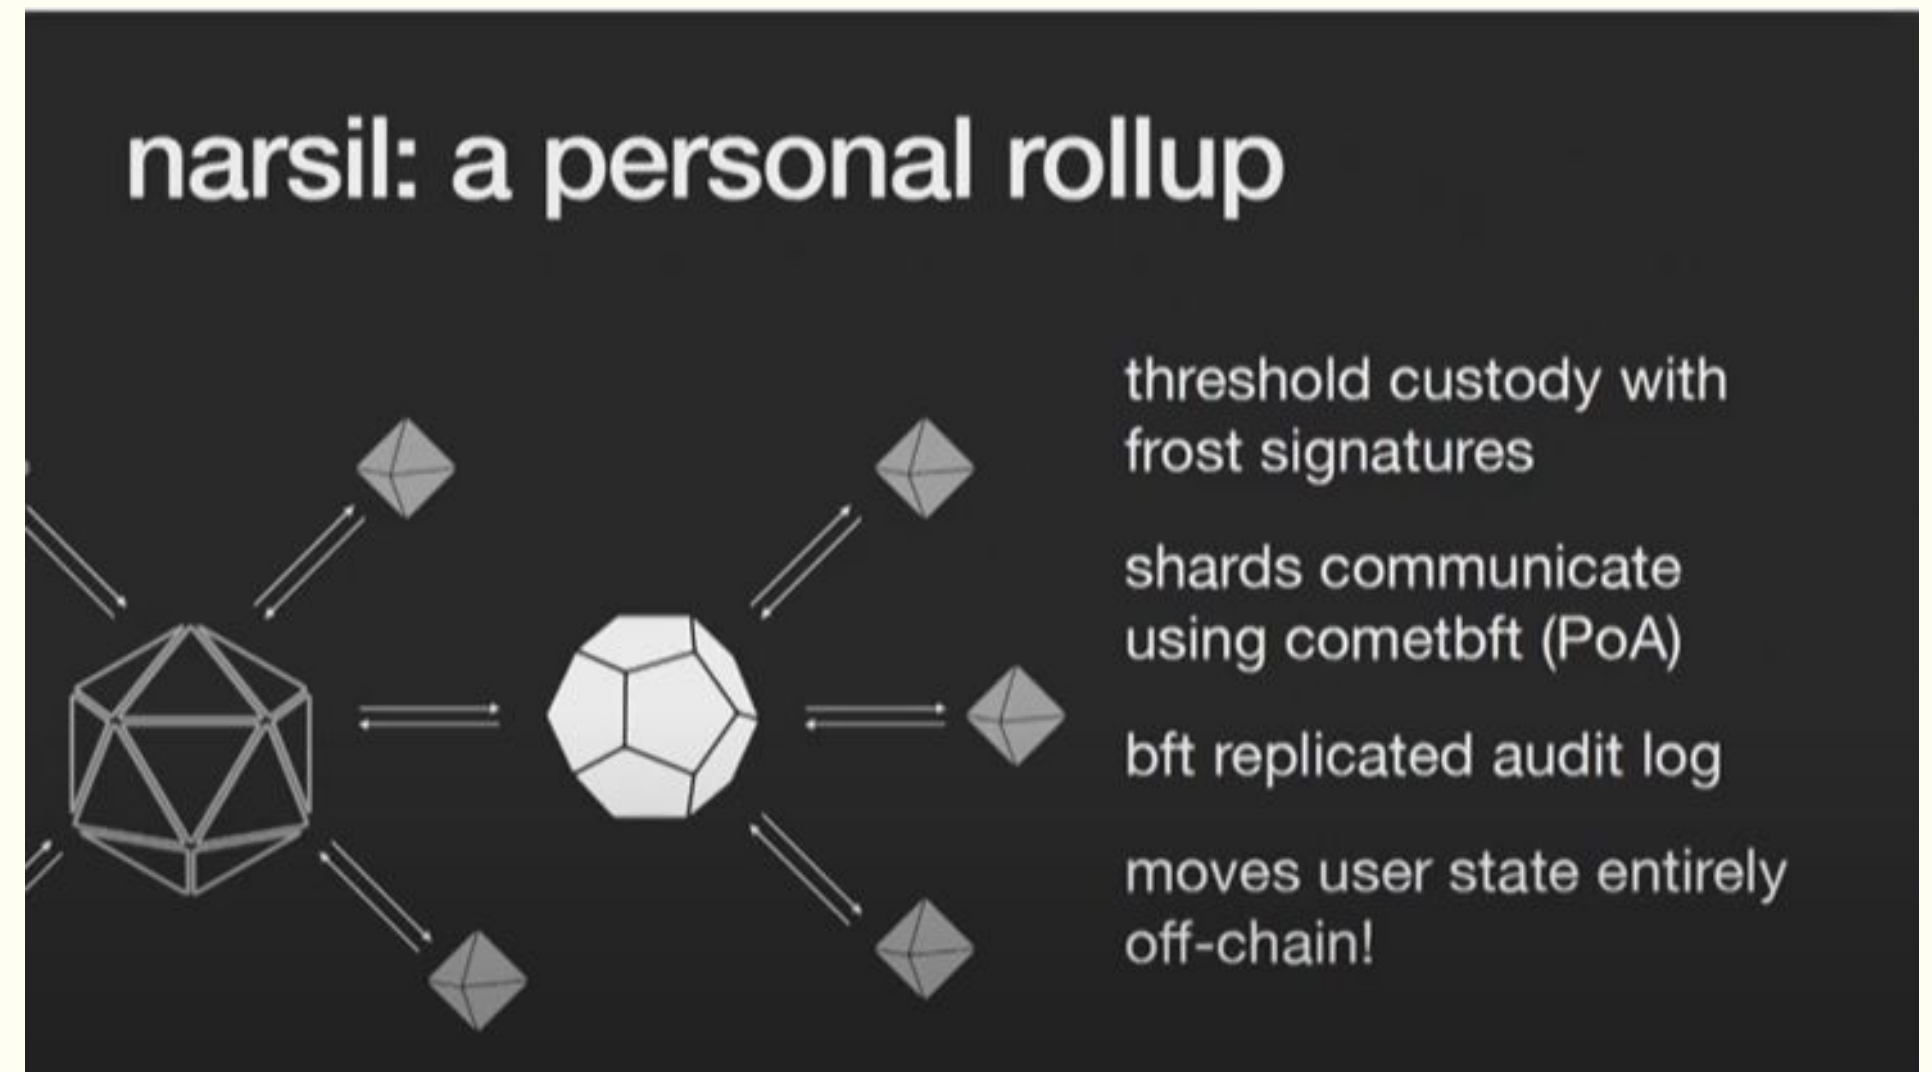 narsil: a personal rollup
threshold custody with
frost signatures
shards communicate
using cometbft (PoA)
bft replicated audit log
moves user state entirely
off-chain!